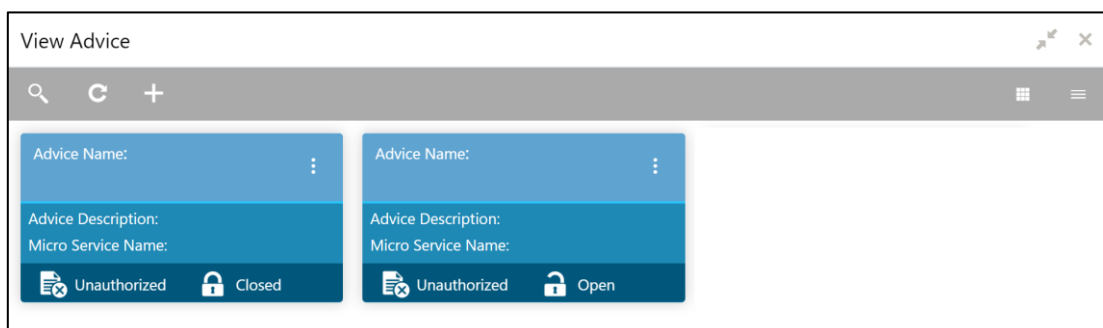 View Advice
Advice Name:
Advice Description:
Micro Service Name:
Unauthorized Closed
Advice Name:
Advice Description:
Micro Service Name:
Unauthorized Open